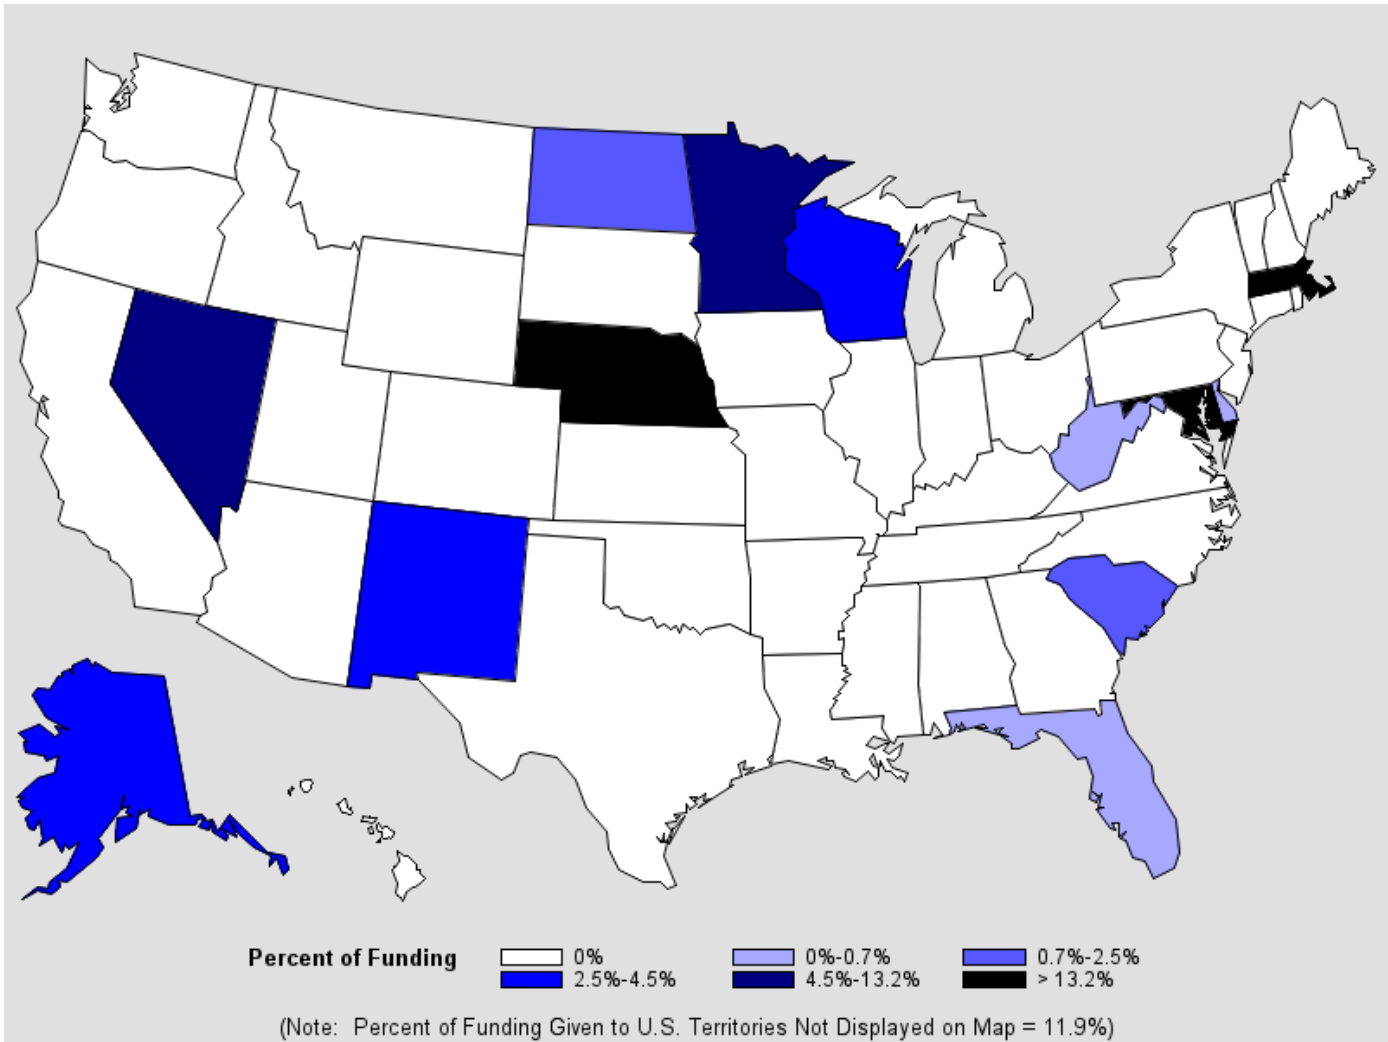 Percent of Funding 0% 0%-0.7% 0.7%-2.5%
2.5%-4.5% 4.5%-13.2% > 13.2%
(Note: Percent of Funding Given to U.S. Territories Not Displayed on Map = 11.9%)